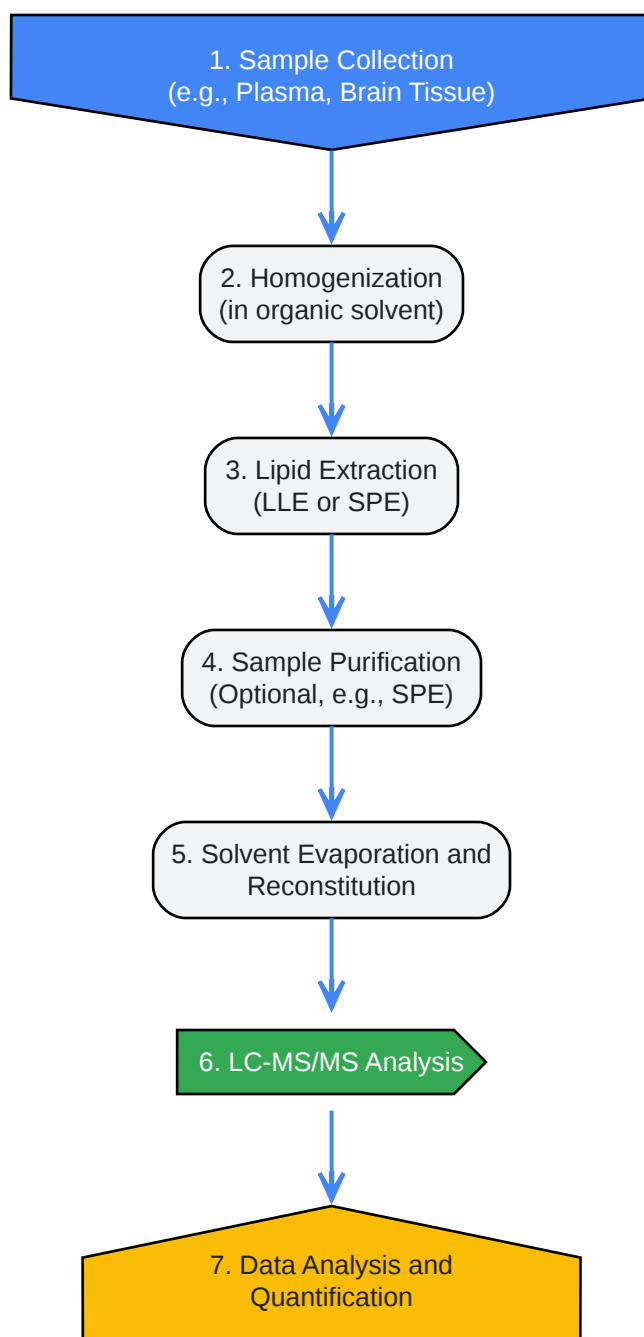 1. Sample Collection
(e.g., Plasma, Brain Tissue)
2. Homogenization
(in organic solvent)
3. Lipid Extraction
(LLE or SPE)
4. Sample Purification
(Optional, e.g., SPE)
5. Solvent Evaporation and
Reconstitution
6. LC-MS/MS Analysis
7. Data Analysis and
Quantification